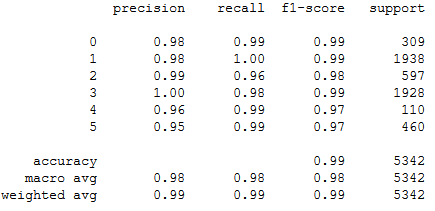 precision recall f1-score support
0 0.98 0.99 0.99 309
1 0.98 1.00 0.99 1938
2 0.99 0.96 0.98 597
3 1.00 0.98 0.99 1928
4 0.96 0.99 0.97 110
5 0.95 0.99 0.97 460
accuracy 0.99 5342
macro avg 0.98 0.98 0.98 5342
weighted avg 0.99 0.99 0.99 5342